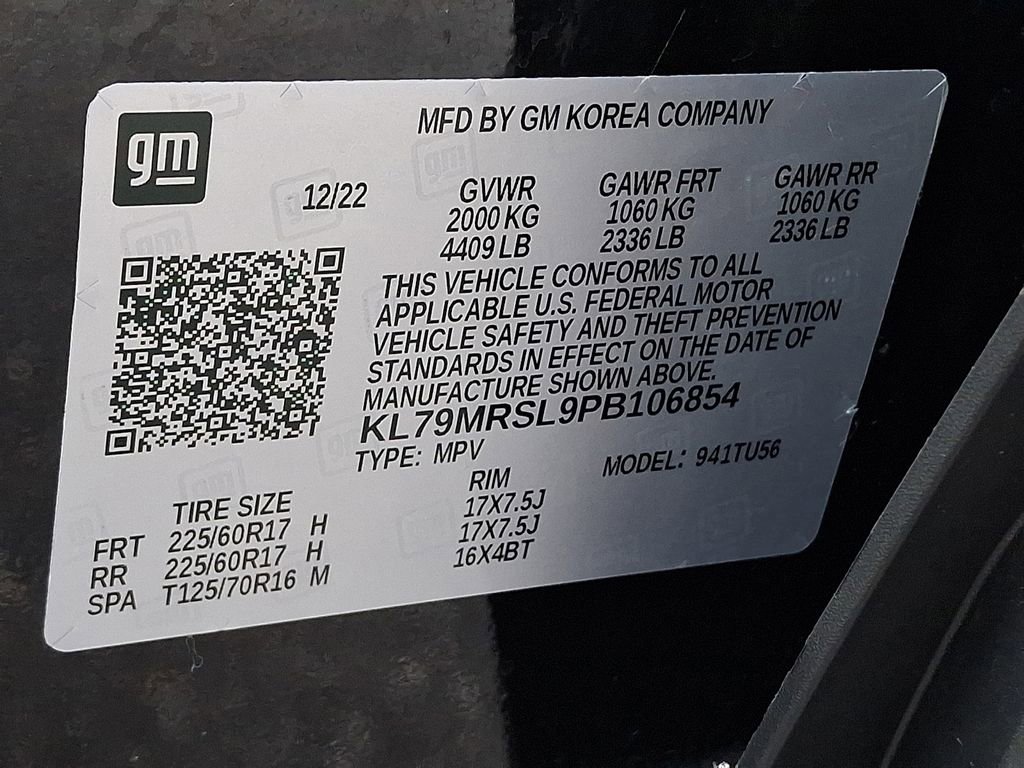 gm
MFD BY GM KOREA COMPANY
12/22
GVWR GAWR FRT GAWR RR
2000 KG 1060 KG 1060 KG
4409 LB 2336 LB 2336 LB
THIS VEHICLE CONFORMS TO ALL
APPLICABLE U.S. FEDERAL MOTOR
VEHICLE SAFETY AND THEFT PREVENTION
STANDARDS IN EFFECT ON THE DATE OF
MANUFACTURE SHOWN ABOVE.
KL79MRSL9PB106854
TYPE: MPV MODEL: 941TU56
TIRE SIZE RIM
FRT 225/60R17 H 17X7.5J
RR 225/60R17 H 17X7.5J
SPA T125/70R16 M 16X4BT